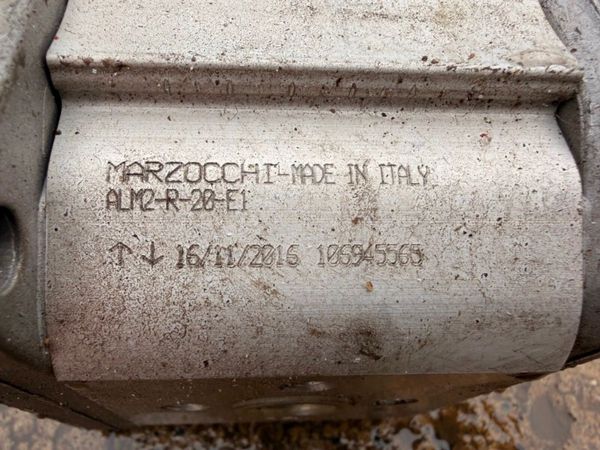 MARZOCCHI-MADE IN ITALY
ALM2-R-20-E1
↑ ↓ 16/11/2016 106945565